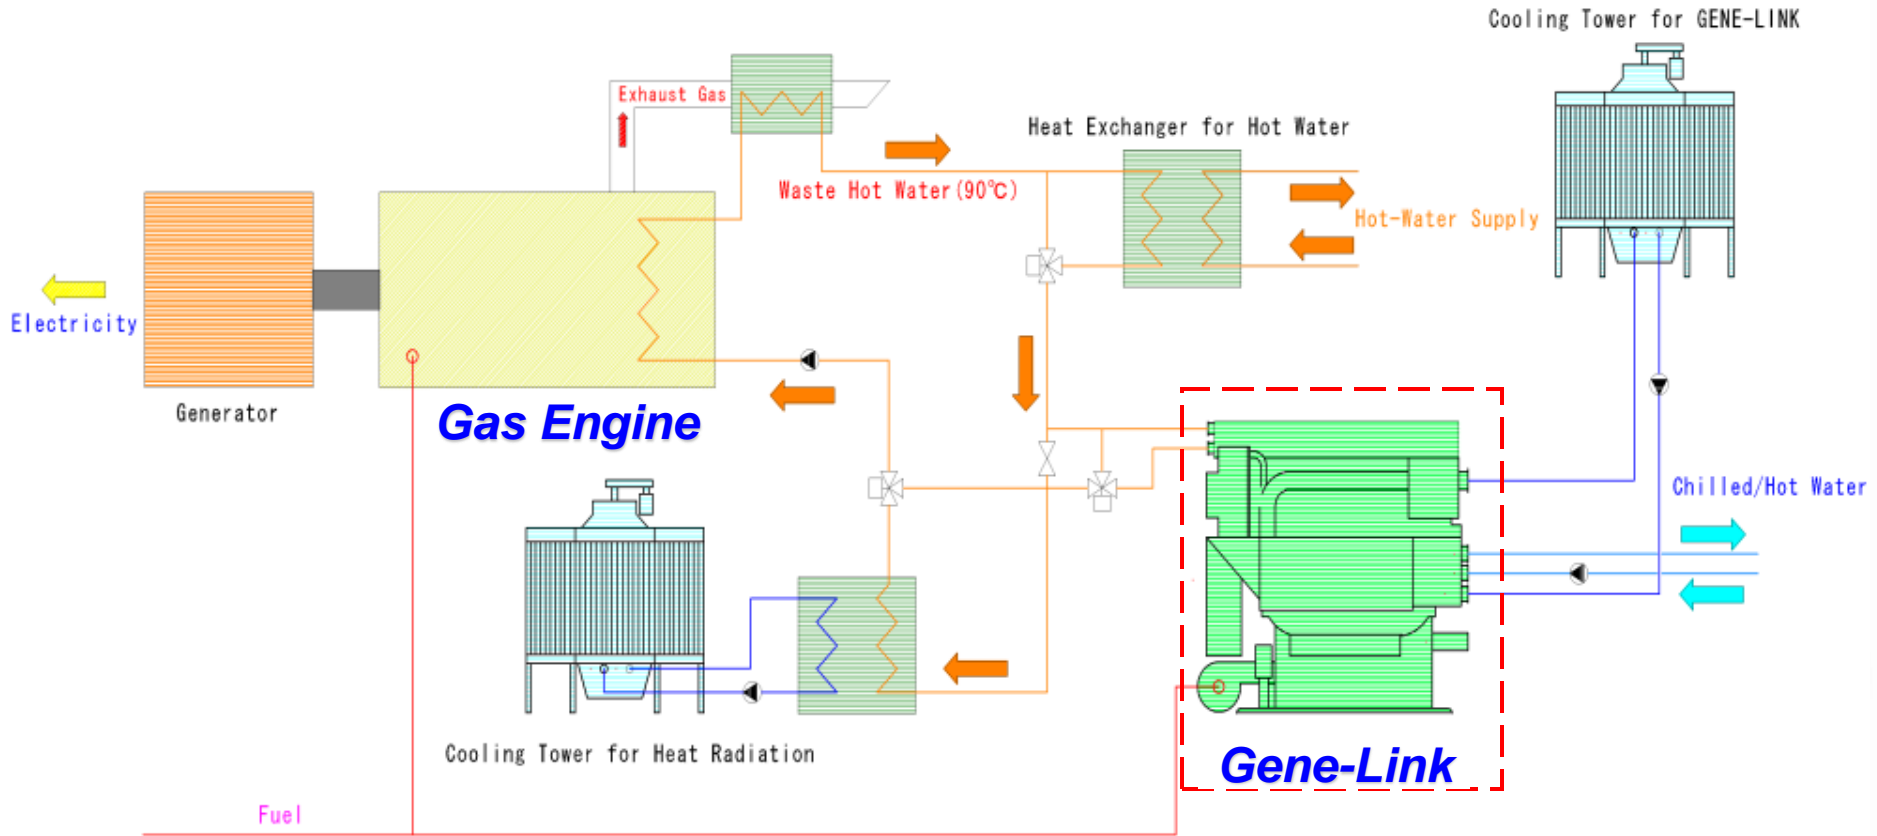 Cooling Tower for GENE-LINK
Exhaust Gas
Heat Exchanger for Hot Water
Waste Hot Water(90℃)
Hot-Water Supply
Electricity
Generator
Gas Engine
Chilled/Hot Water
Cooling Tower for Heat Radiation
Gene-Link
Fuel